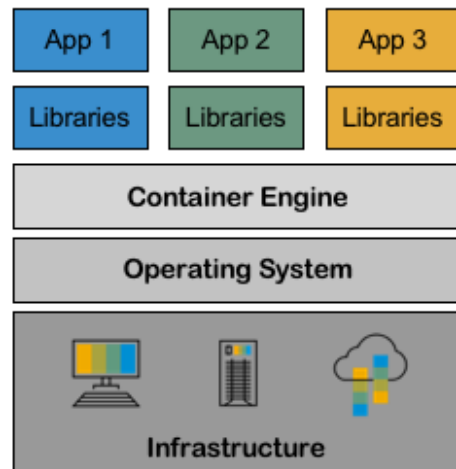 App 1 App 2 App 3
Libraries Libraries Libraries
Container Engine
Operating System
Infrastructure